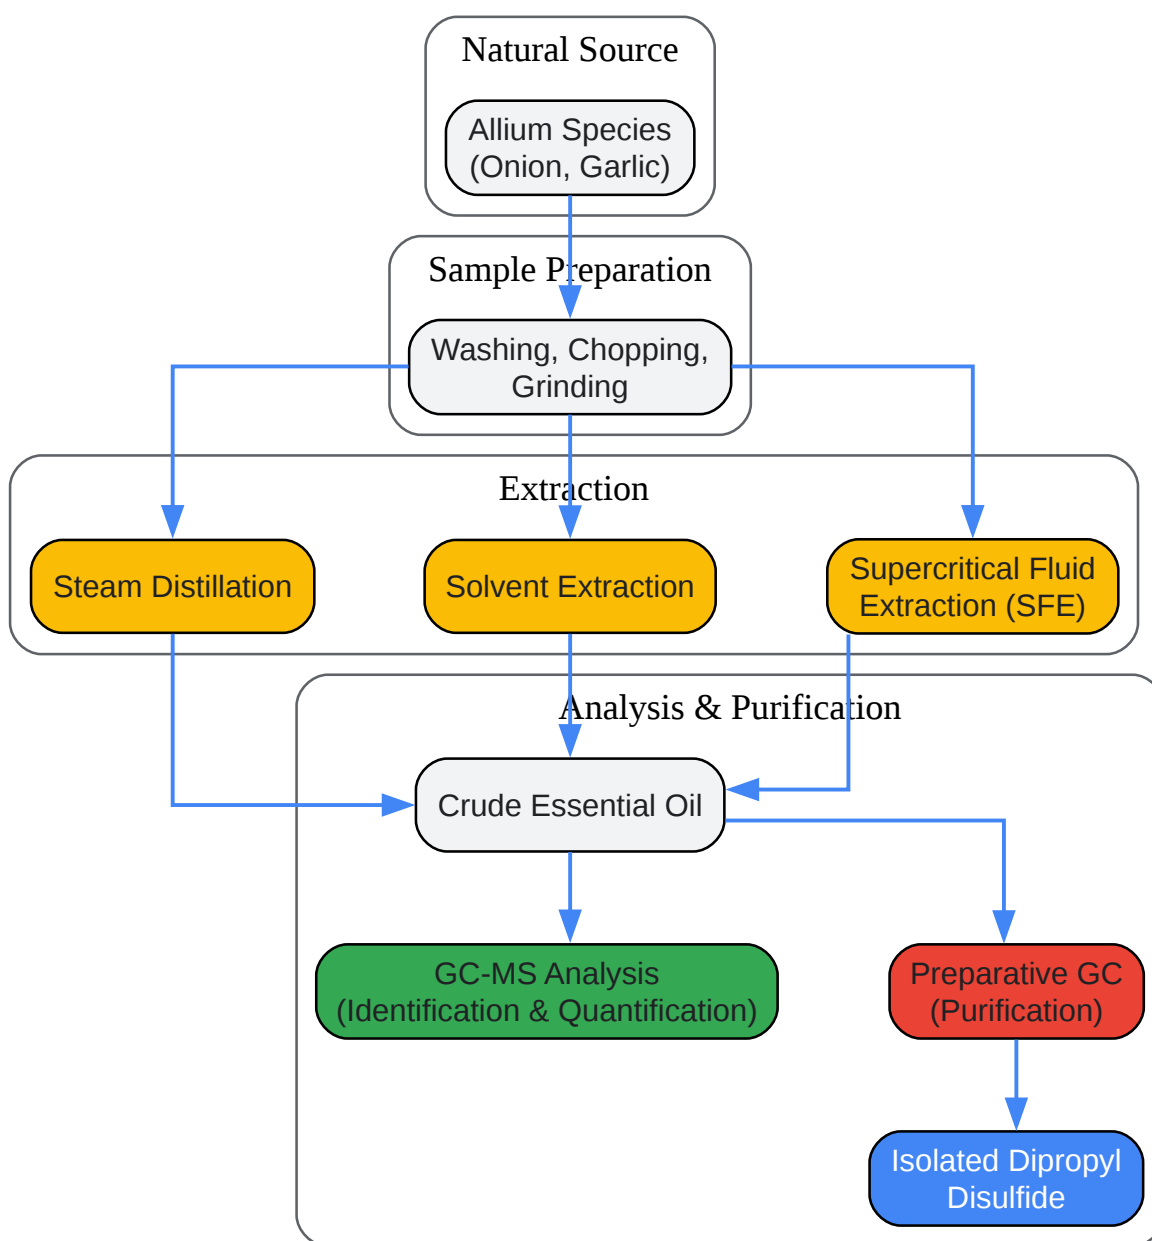 Natural Source
Allium Species
(Onion, Garlic)
Sample Preparation
Washing, Chopping,
Grinding
Extraction
Steam Distillation
Solvent Extraction
Supercritical Fluid
Extraction (SFE)
Analysis & Purification
Crude Essential Oil
GC-MS Analysis
(Identification & Quantification)
Preparative GC
(Purification)
Isolated Dipropyl
Disulfide